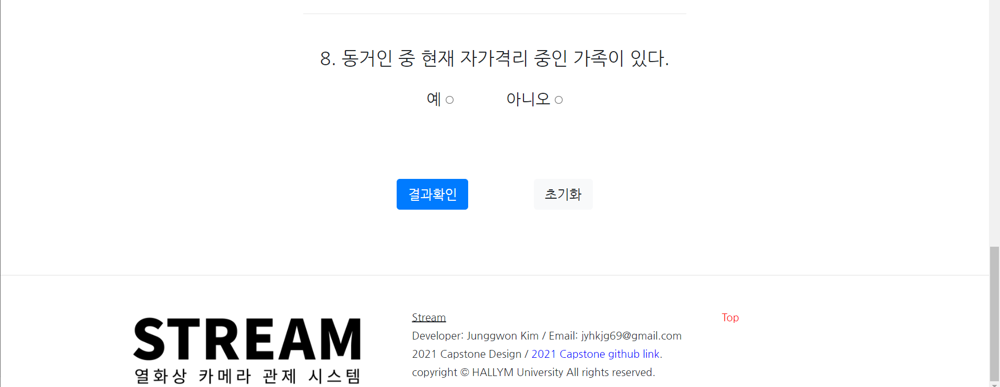 8. 동거인 중 현재 자가격리 중인 가족이 있다.
예 아니오
결과확인 초기화
STREAM
열화상 카메라 관제 시스템
Stream
Developer: Junggwon Kim / Email: jyhkjg69@gmail.com
2021 Capstone Design / 2021 Capstone github link.
copyright © HALLYM University All rights reserved.
Top